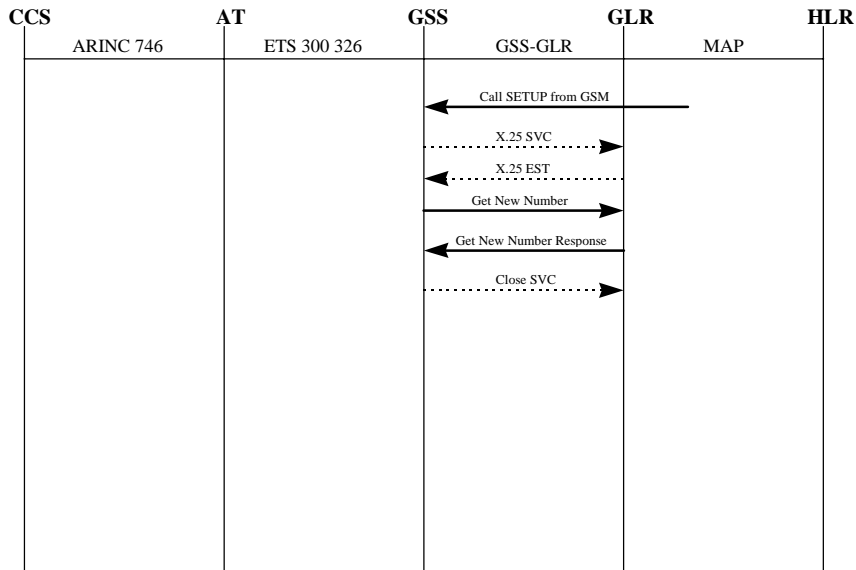 CCS AT GSS GLR HLR
ARINC 746 ETS 300 326 GSS-GLR MAP
Call SETUP from GSM
X.25 SVC
X.25 EST
Get New Number
Get New Number Response
Close SVC